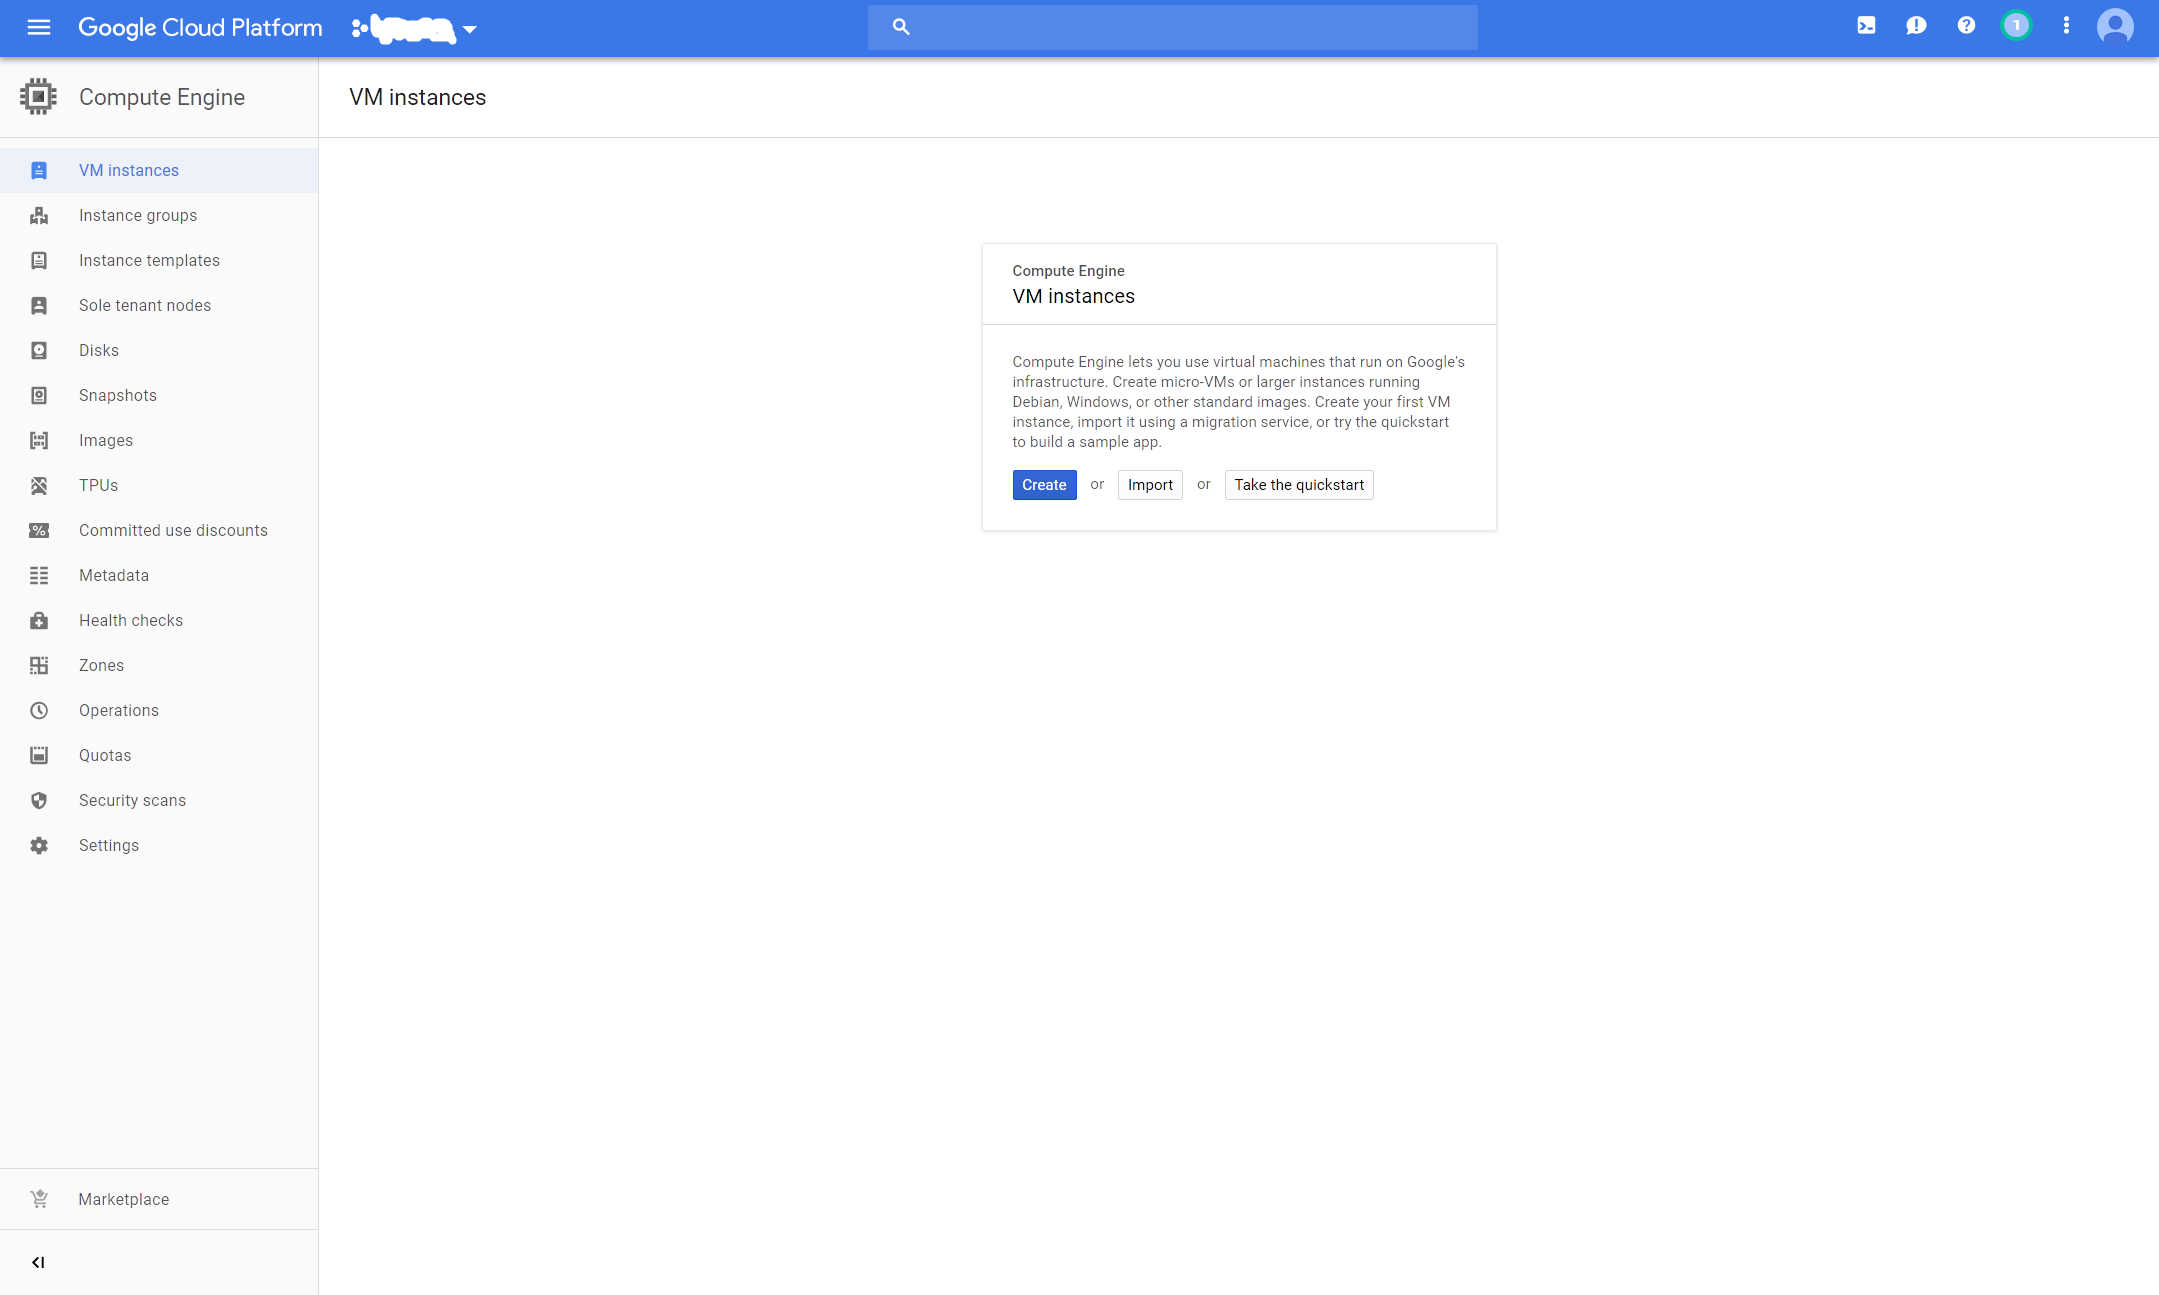 Google Cloud Platform
1
Compute Engine
VM instances
VM instances
Instance groups
Instance templates
Sole tenant nodes
Disks
Snapshots
Images
TPUs
Committed use discounts
Metadata
Health checks
Zones
Operations
Quotas
Security scans
Settings
Marketplace
Compute Engine
VM instances
Compute Engine lets you use virtual machines that run on Google's
infrastructure. Create micro-VMs or larger instances running
Debian, Windows, or other standard images. Create your first VM
instance, import it using a migration service, or try the quickstart
to build a sample app.
Create or Import or Take the quickstart